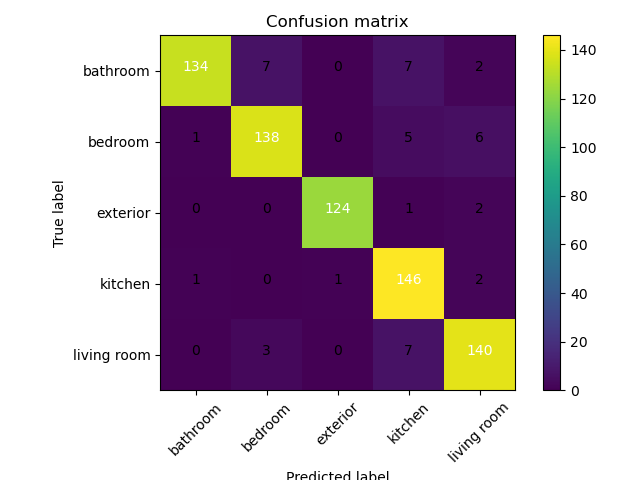 Confusion matrix
bathroom 134 7 0 7 2
bedroom 1 138 0 5 6
exterior 0 0 124 1 2
kitchen 1 0 1 146 2
living room 0 3 0 7 140
True label
bathroom bedroom exterior kitchen living room
Predicted label
140
120
100
80
60
40
20
0